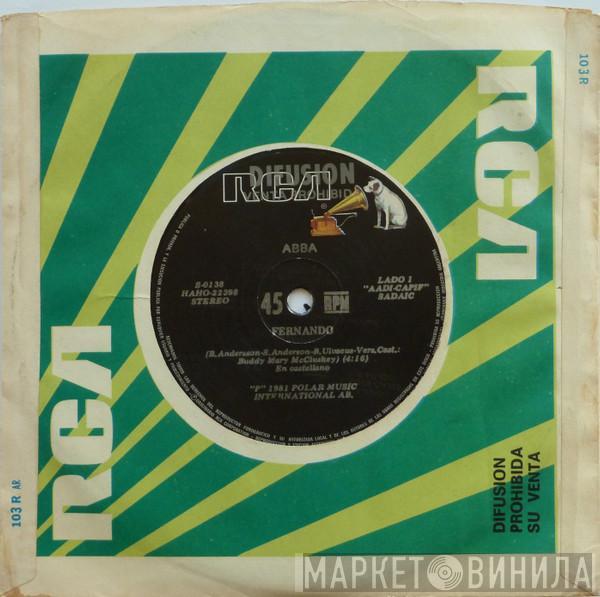 103 R
RCA
DIFUSION
RCA
VENTA PROHIBIDA
®
ABBA
S-0138
HAHO-22398
STEREO
LADO 1
"AADI-CAPIF"
SADAIC
45
RPM
FERNANDO
(B. Andersson-S. Anderson-B. Ulvaeus-Vers. Cast.:
Buddy Mary McCluskey) (4:16)
En castellano
"P" 1981 POLAR MUSIC
INTERNATIONAL AB.
RCA
103 R AR
DIFUSION
PROHIBIDA
SU VENTA
МАРКЕТ ВИНИЛА